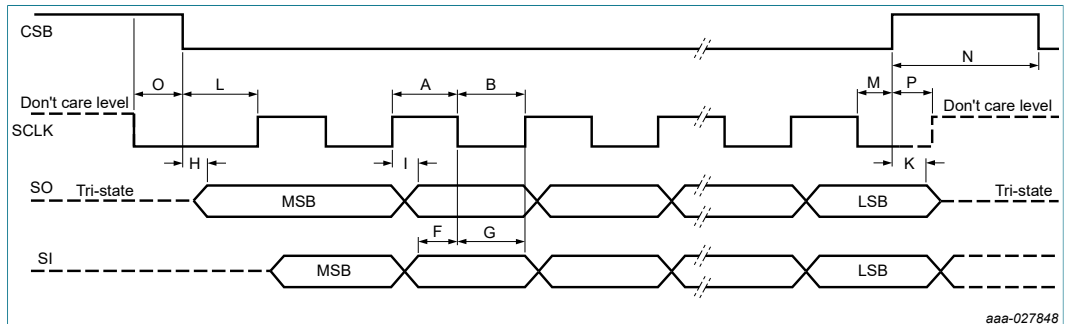 CSB
N
O
L
A
B
M
P
Don't care level
Don't care level
SCLK
H
I
K
SO
Tri-state
MSB
LSB
Tri-state
F
G
SI
MSB
LSB
aaa-027848